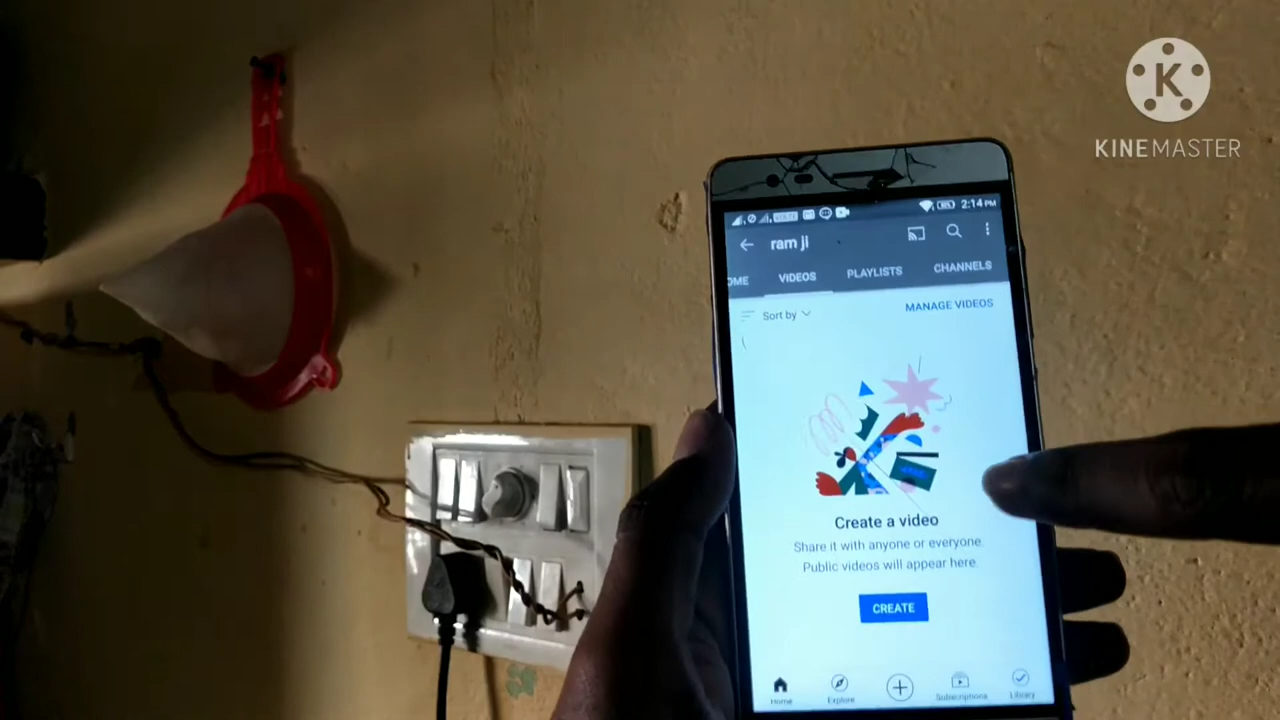 K
KINEMASTER
2:14 PM
ram ji
OME VIDEOS PLAYLISTS CHANNELS
Sort by
MANAGE VIDEOS
Create a video
Share it with anyone or everyone.
Public videos will appear here.
CREATE
Home Explore Subscriptions Library